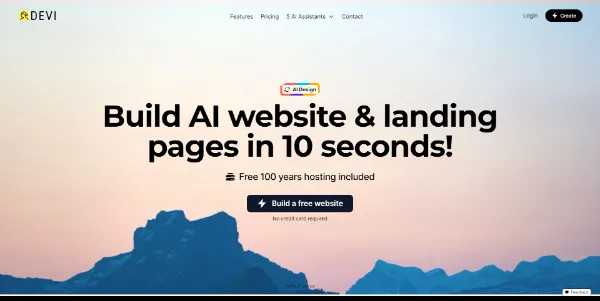 DEVI
Features Pricing 5 AI Assistants Contact
Login Create
AI Design
Build AI website & landing
pages in 10 seconds!
Free 100 years hosting included
Build a free website
No credit card required
Feedback